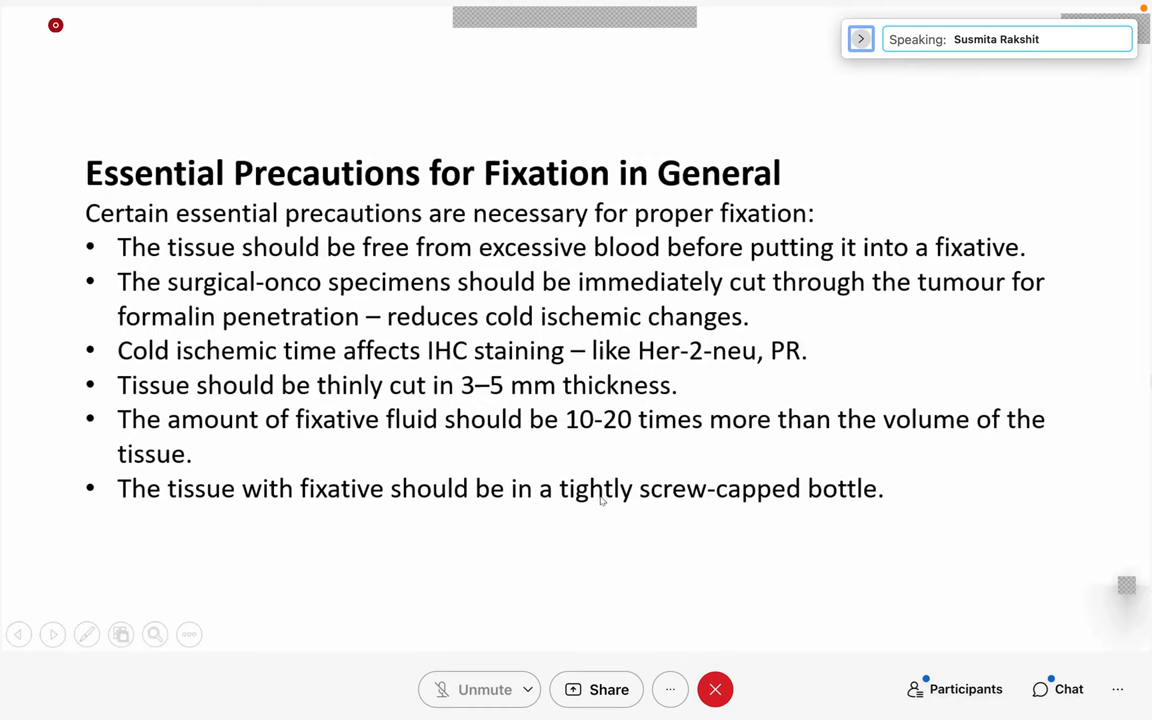 Speaking: Susmita Rakshit
Essential Precautions for Fixation in General
Certain essential precautions are necessary for proper fixation:
• The tissue should be free from excessive blood before putting it into a fixative.
• The surgical-onco specimens should be immediately cut through the tumour for
formalin penetration – reduces cold ischemic changes.
• Cold ischemic time affects IHC staining – like Her-2-neu, PR.
• Tissue should be thinly cut in 3–5 mm thickness.
• The amount of fixative fluid should be 10-20 times more than the volume of the
tissue.
• The tissue with fixative should be in a tightly screw-capped bottle.
Unmute
Share
Participants
Chat